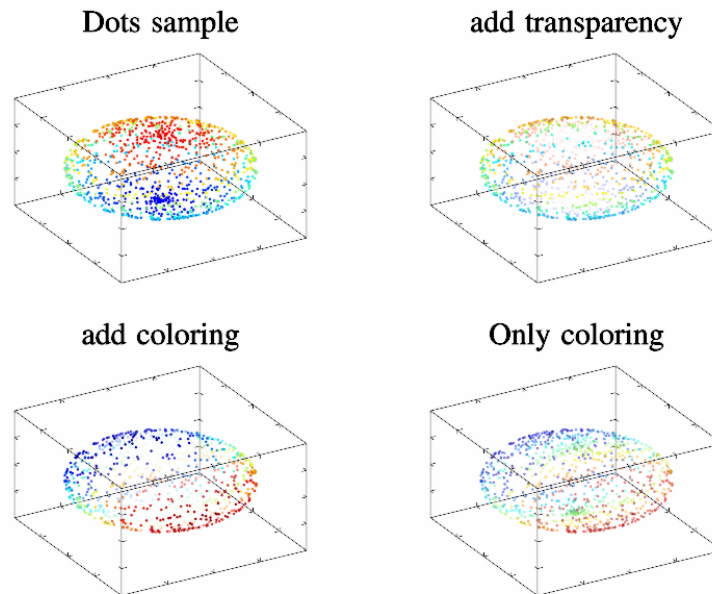 Dots sample
add transparency
add coloring
Only coloring